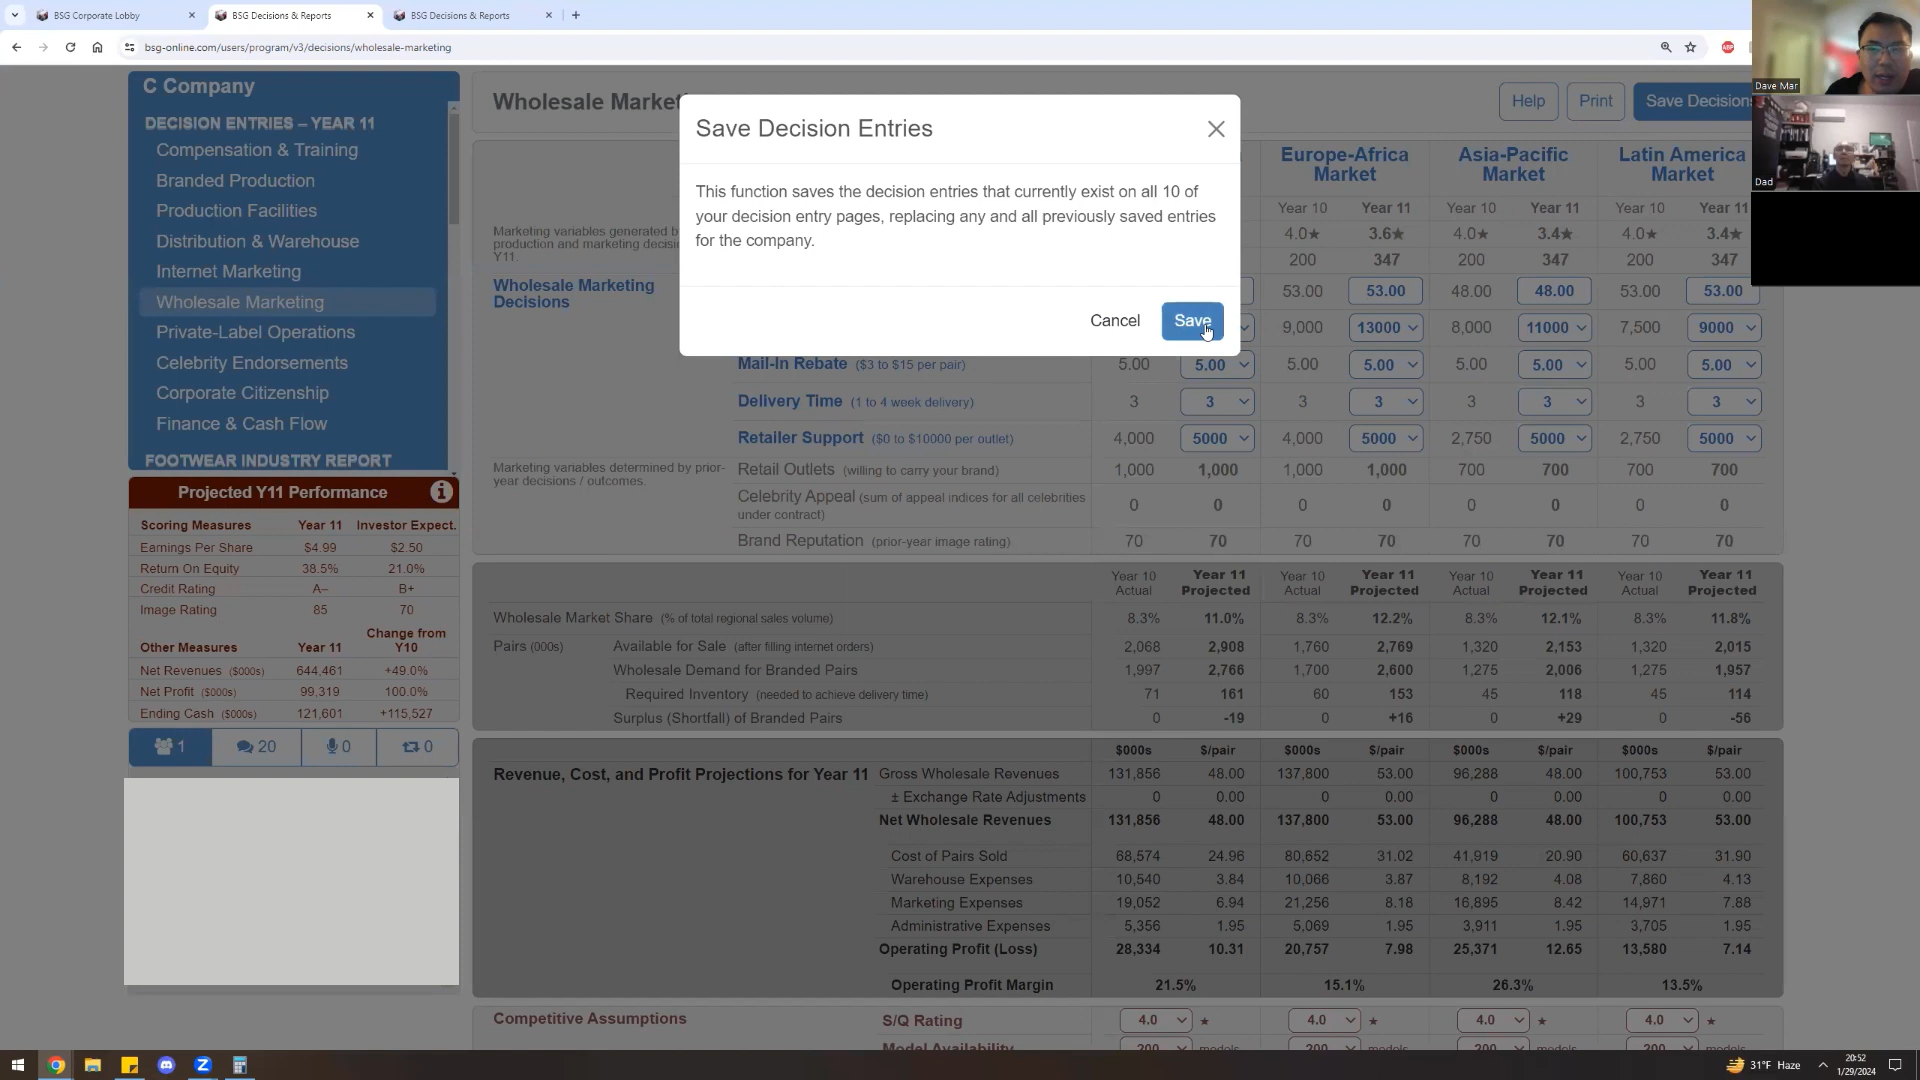 BSG Corporate Lobby
BSG Decisions & Reports
BSG Decisions & Reports
bsg-online.com/users/program/v3/decisions/wholesale-marketing
ABP
Dave Mar
Dad
C Company
DECISION ENTRIES – YEAR 11
Compensation & Training
Branded Production
Production Facilities
Distribution & Warehouse
Internet Marketing
Wholesale Marketing
Private-Label Operations
Celebrity Endorsements
Corporate Citizenship
Finance & Cash Flow
FOOTWEAR INDUSTRY REPORT
Projected Y11 Performance
Scoring Measures Year 11 Investor Expect.
Earnings Per Share $4.99 $2.50
Return On Equity 38.5% 21.0%
Credit Rating A– B+
Image Rating 85 70
Other Measures Year 11 Change from Y10
Net Revenues ($000s) 644,461 +49.0%
Net Profit ($000s) 99,319 100.0%
Ending Cash ($000s) 121,601 +115,527
1 20 0 0
Wholesale Market
Help Print Save Decision
Save Decision Entries
This function saves the decision entries that currently exist on all 10 of
your decision entry pages, replacing any and all previously saved entries
for the company.
Cancel Save
Europe-Africa Market Asia-Pacific Market Latin America Market
Year 10 Year 11 Year 10 Year 11 Year 10 Year 11
Marketing variables generated b
production and marketing decisi
Y11.
4.0★ 3.6★ 4.0★ 3.4★ 4.0★ 3.4★
200 347 200 347 200 347
Wholesale Marketing
Decisions
53.00 53.00 48.00 48.00 53.00 53.00
9,000 13000 8,000 11000 7,500 9000
Mail-In Rebate ($3 to $15 per pair) 5.00 5.00 5.00 5.00 5.00 5.00 5.00 5.00
Delivery Time (1 to 4 week delivery) 3 3 3 3 3 3 3 3
Retailer Support ($0 to $10000 per outlet) 4,000 5000 4,000 5000 2,750 5000 2,750 5000
Marketing variables determined by prior-
year decisions / outcomes.
Retail Outlets (willing to carry your brand) 1,000 1,000 1,000 1,000 700 700 700 700
Celebrity Appeal (sum of appeal indices for all celebrities
under contract) 0 0 0 0 0 0 0 0
Brand Reputation (prior-year image rating) 70 70 70 70 70 70 70 70
Year 10 Actual Year 11 Projected Year 10 Actual Year 11 Projected Year 10 Actual Year 11 Projected Year 10 Actual Year 11 Projected
Wholesale Market Share (% of total regional sales volume) 8.3% 11.0% 8.3% 12.2% 8.3% 12.1% 8.3% 11.8%
Pairs (000s) Available for Sale (after filling internet orders) 2,068 2,908 1,760 2,769 1,320 2,153 1,320 2,015
Wholesale Demand for Branded Pairs 1,997 2,766 1,700 2,600 1,275 2,006 1,275 1,957
Required Inventory (needed to achieve delivery time) 71 161 60 153 45 118 45 114
Surplus (Shortfall) of Branded Pairs 0 -19 0 +16 0 +29 0 -56
$000s $/pair $000s $/pair $000s $/pair $000s $/pair
Revenue, Cost, and Profit Projections for Year 11
Gross Wholesale Revenues 131,856 48.00 137,800 53.00 96,288 48.00 100,753 53.00
± Exchange Rate Adjustments 0 0.00 0 0.00 0 0.00 0 0.00
Net Wholesale Revenues 131,856 48.00 137,800 53.00 96,288 48.00 100,753 53.00
Cost of Pairs Sold 68,574 24.96 80,652 31.02 41,919 20.90 60,637 31.90
Warehouse Expenses 10,540 3.84 10,066 3.87 8,192 4.08 7,860 4.13
Marketing Expenses 19,052 6.94 21,256 8.18 16,895 8.42 14,971 7.88
Administrative Expenses 5,356 1.95 5,069 1.95 3,911 1.95 3,705 1.95
Operating Profit (Loss) 28,334 10.31 20,757 7.98 25,371 12.65 13,580 7.14
Operating Profit Margin 21.5% 15.1% 26.3% 13.5%
Competitive Assumptions S/Q Rating 4.0 ★ 4.0 ★ 4.0 ★ 4.0 ★
Model Availability 200 models 200 models 200 models 200 models
31°F Haze
20:52
1/29/2024